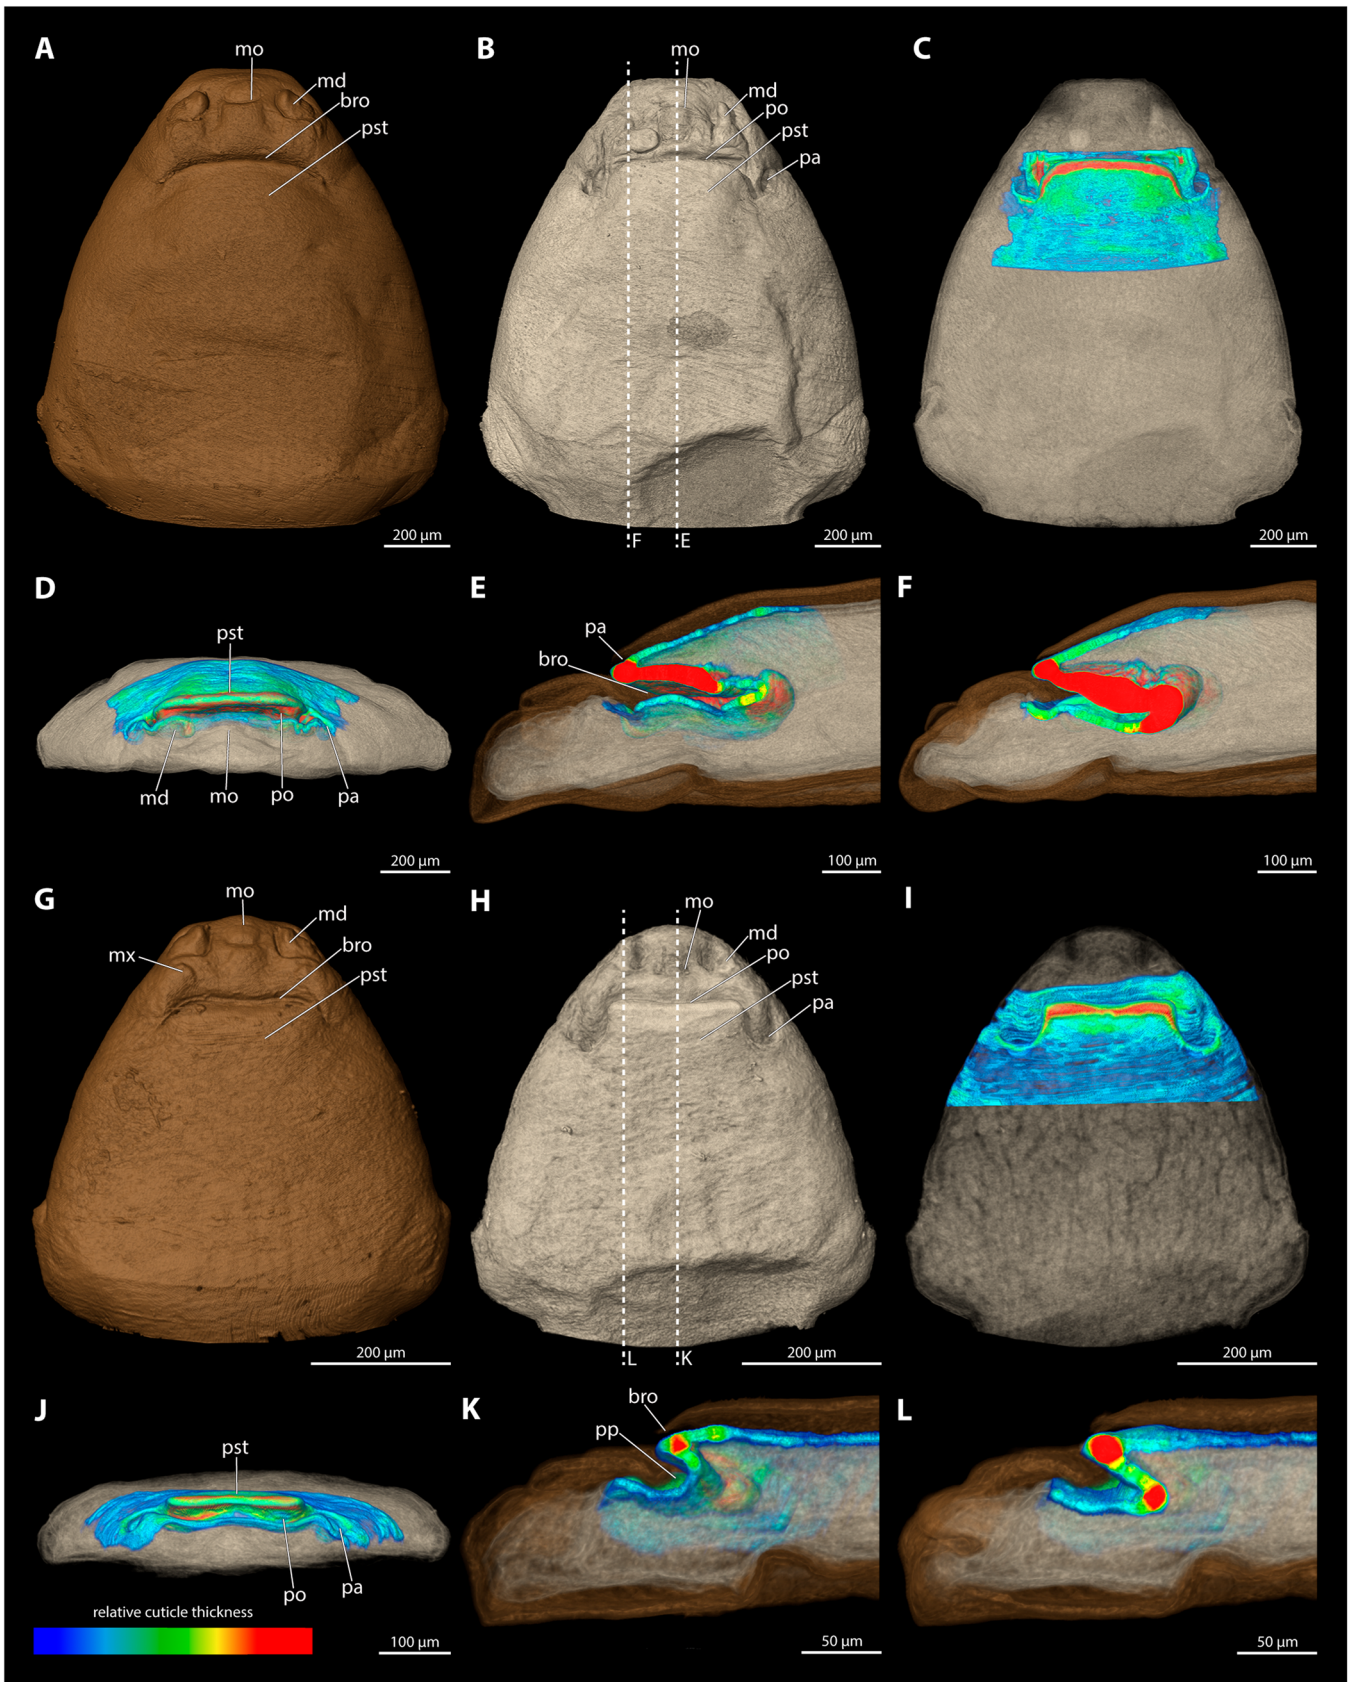 A
mo
md
bro
pst
200 µm
B
mo
md
po
pst
pa
F
E
200 µm
C
200 µm
D
pst
md
mo
po
pa
200 µm
E
pa
bro
100 µm
F
100 µm
G
mo
md
mx
bro
pst
200 µm
H
mo
md
po
pst
pa
L
K
200 µm
I
200 µm
J
pst
po
pa
relative cuticle thickness
100 µm
K
bro
pp
50 µm
L
50 µm